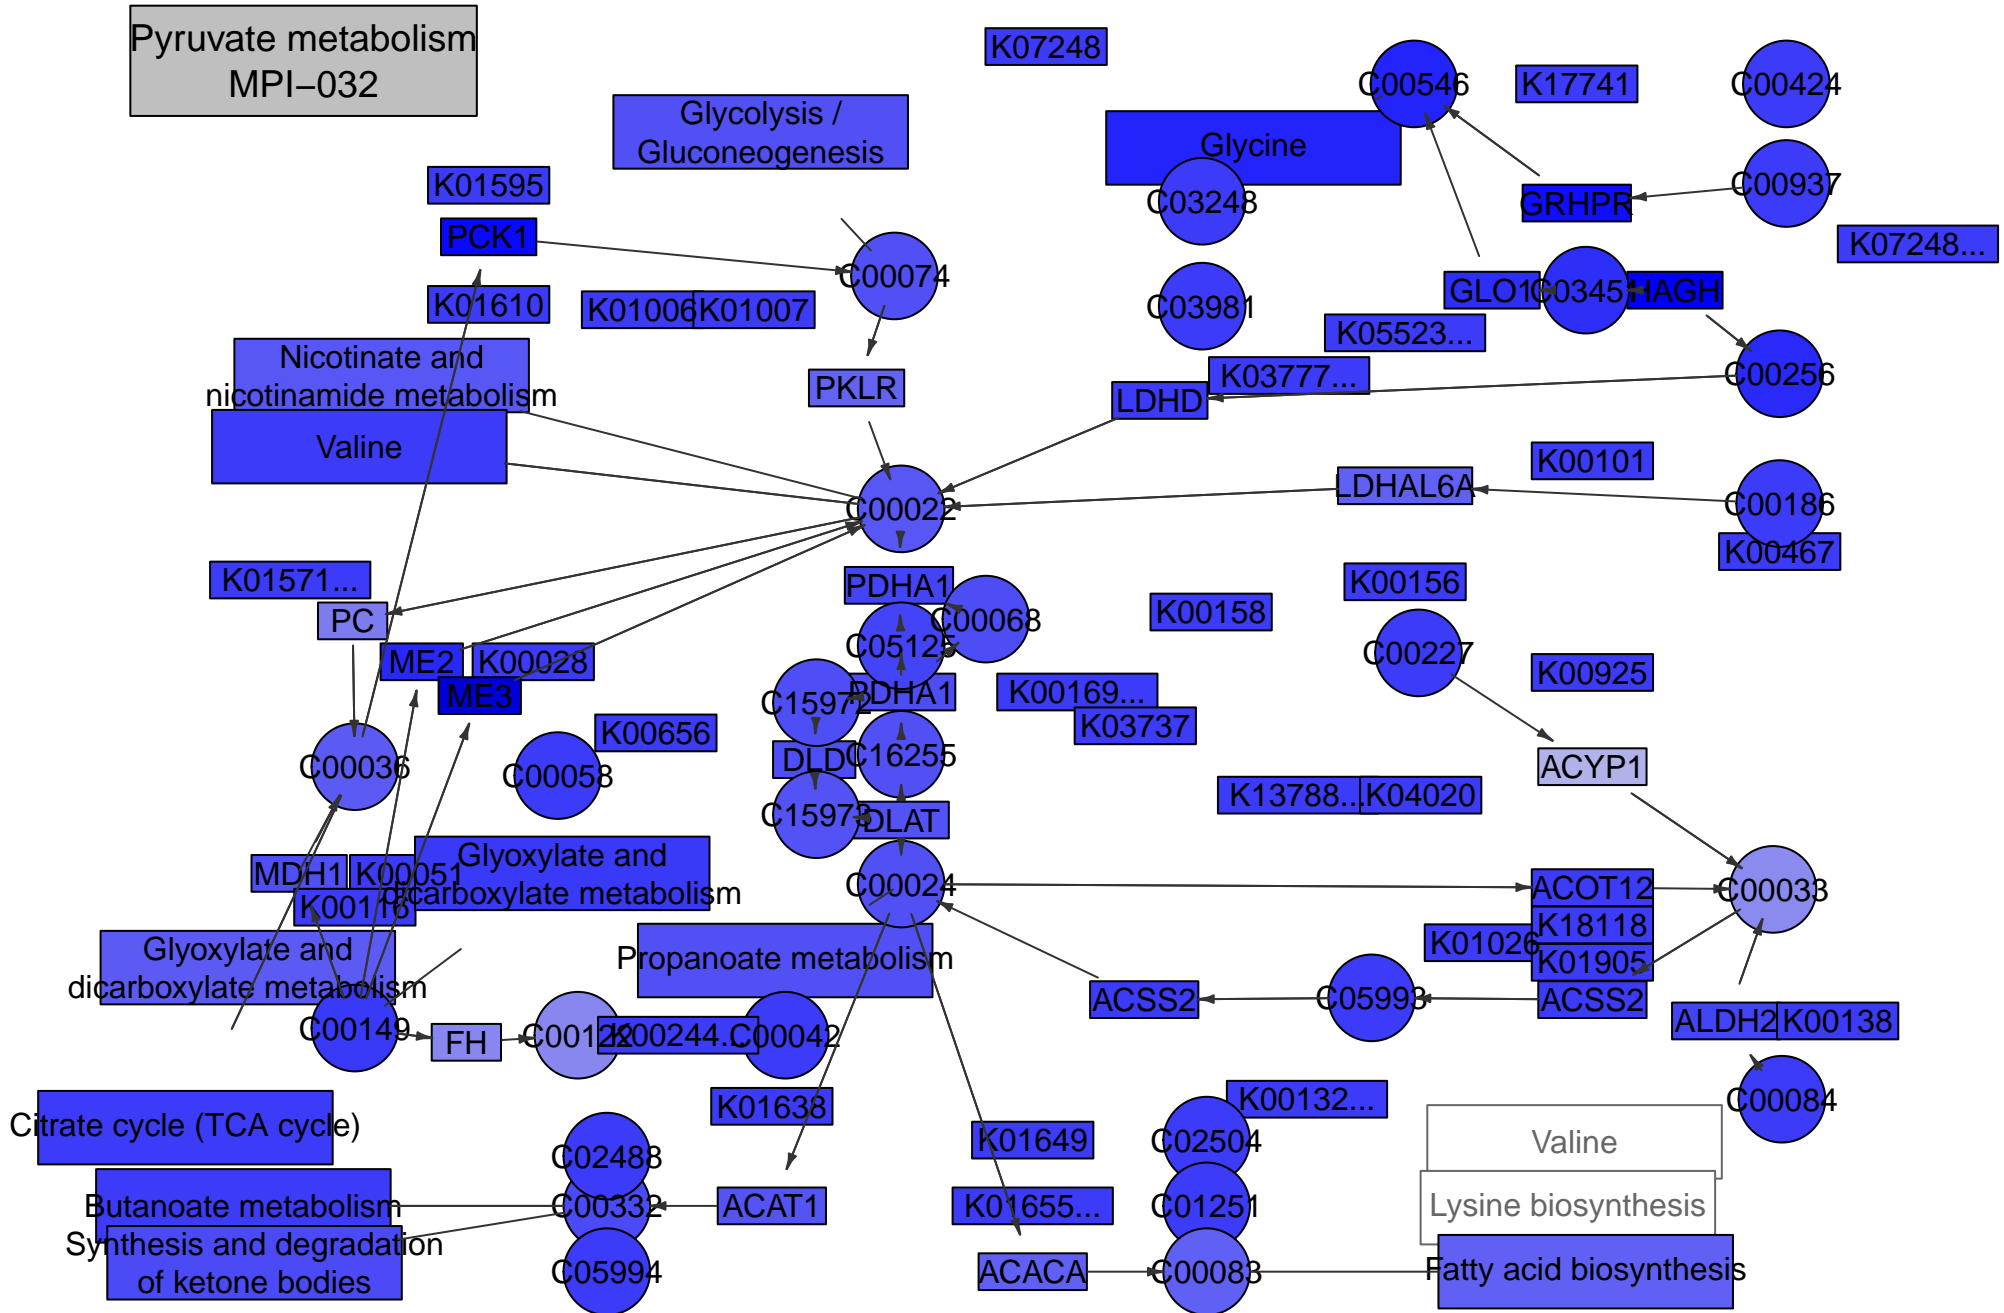 Pyruvate metabolism
MPI−032
K07248
C00546
K17741
C00424
Glycolysis /
Gluconeogenesis
Glycine
K01595
C03248
GRHPR
C00937
PCK1
K07248...
C00074
K01610
K01006
K01007
C03981
GLO1
C03451
HAGH
K05523...
Nicotinate and
nicotinamide metabolism
PKLR
K03777...
LDHD
C00256
Valine
K00101
LDHAL6A
C00186
C00022
K00467
K01571...
PDHA1
K00156
PC
C00068
K00158
C05125
C00227
ME2
K00028
K00925
ME3
C15972
PDHA1
K00169...
K03737
K00656
C00036
C00058
DLD
C16255
ACYP1
K13788...
K04020
C15973
DLAT
MDH1
K00051
Glyoxylate and
dicarboxylate metabolism
K00116
C00024
ACOT12
C00033
K18118
K01026
K01905
Glyoxylate and
dicarboxylate metabolism
Propanoate metabolism
ACSS2
C05993
ACSS2
ALDH2
K00138
C00149
FH
C00122
K00244...
C00042
K01638
K00132...
C00084
Citrate cycle (TCA cycle)
C02488
K01649
C02504
Valine
Butanoate metabolism
C00332
ACAT1
K01655...
C01251
Lysine biosynthesis
Synthesis and degradation
of ketone bodies
C05994
ACACA
C00083
Fatty acid biosynthesis